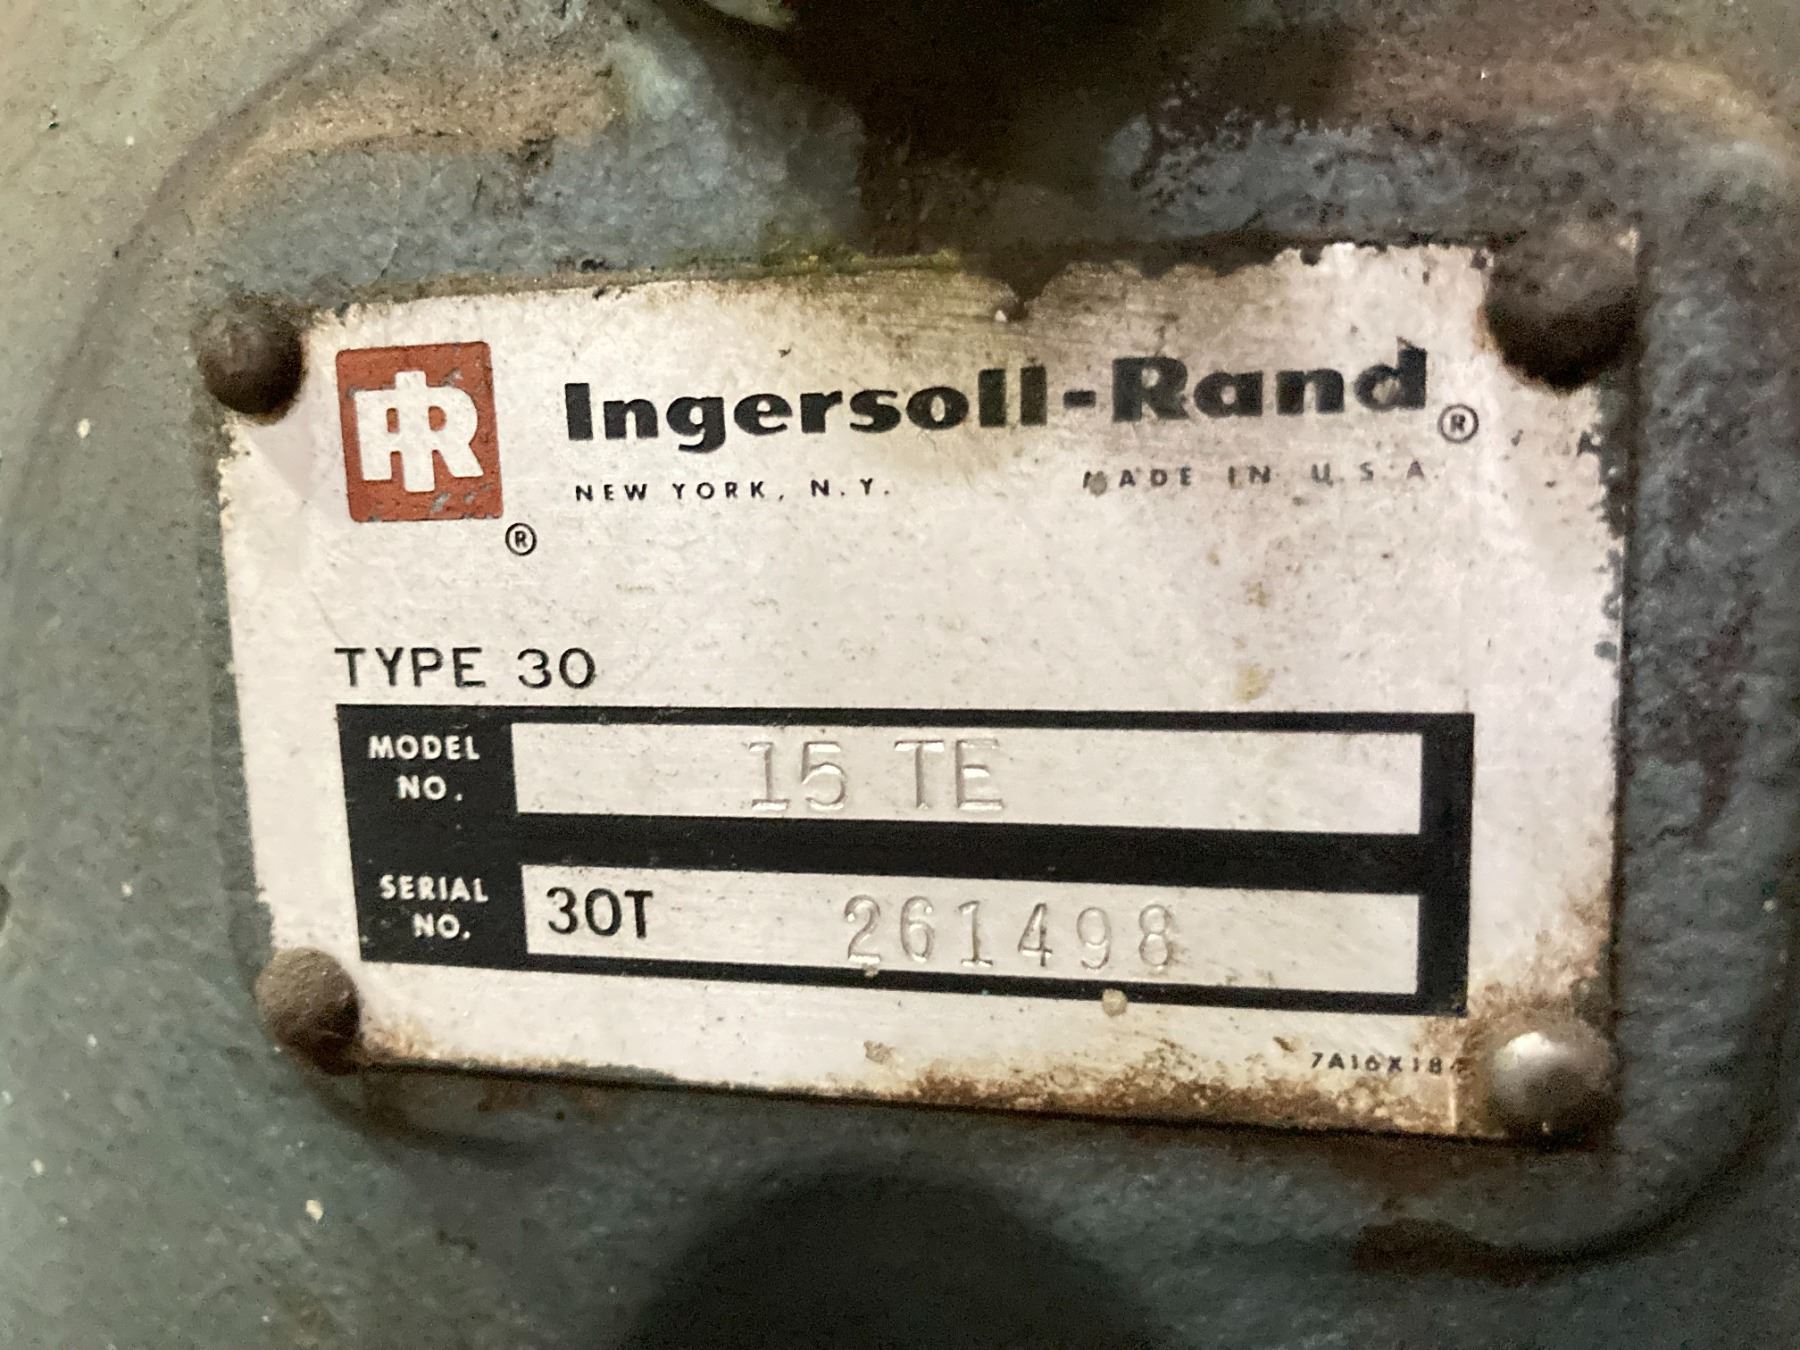 IR Ingersoll-Rand®
®
NEW YORK, N.Y. MADE IN U.S.A.
TYPE 30
MODEL NO. 15 TE
SERIAL NO. 30T 261498